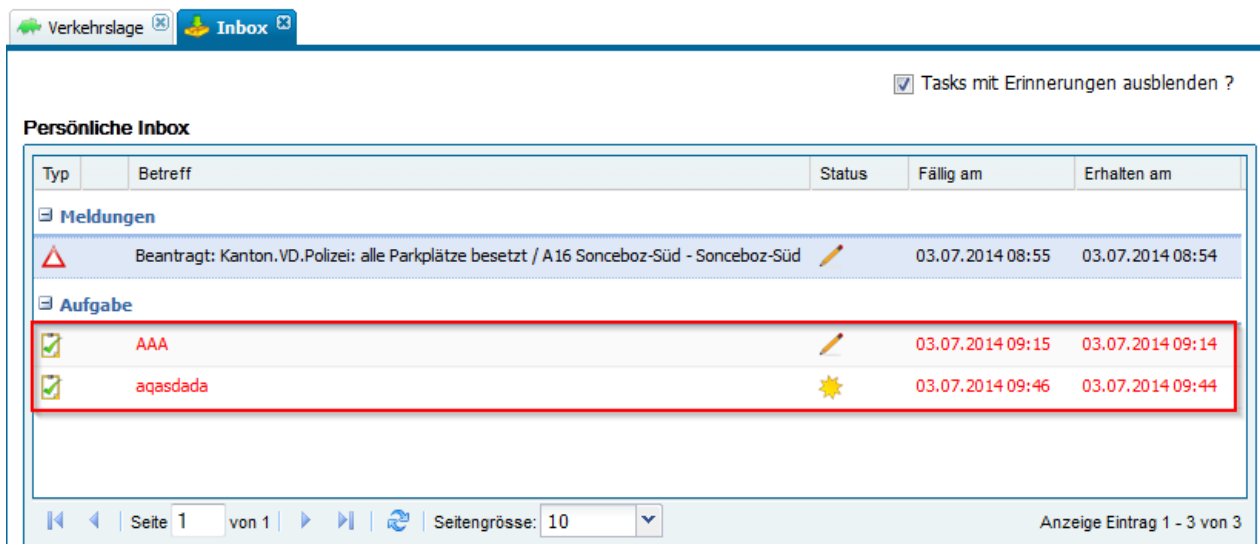 Verkehrslage Inbox
Tasks mit Erinnerungen ausblenden ?
Persönliche Inbox
Typ Betreff Status Fällig am Erhalten am
Meldungen
Beantragt: Kanton.VD.Polizei: alle Parkplätze besetzt / A16 Sonceboz-Süd - Sonceboz-Süd 03.07.2014 08:55 03.07.2014 08:54
Aufgabe
AAA 03.07.2014 09:15 03.07.2014 09:14
aqasdada 03.07.2014 09:46 03.07.2014 09:44
Seite 1 von 1 Seitengrösse: 10 Anzeige Eintrag 1 - 3 von 3